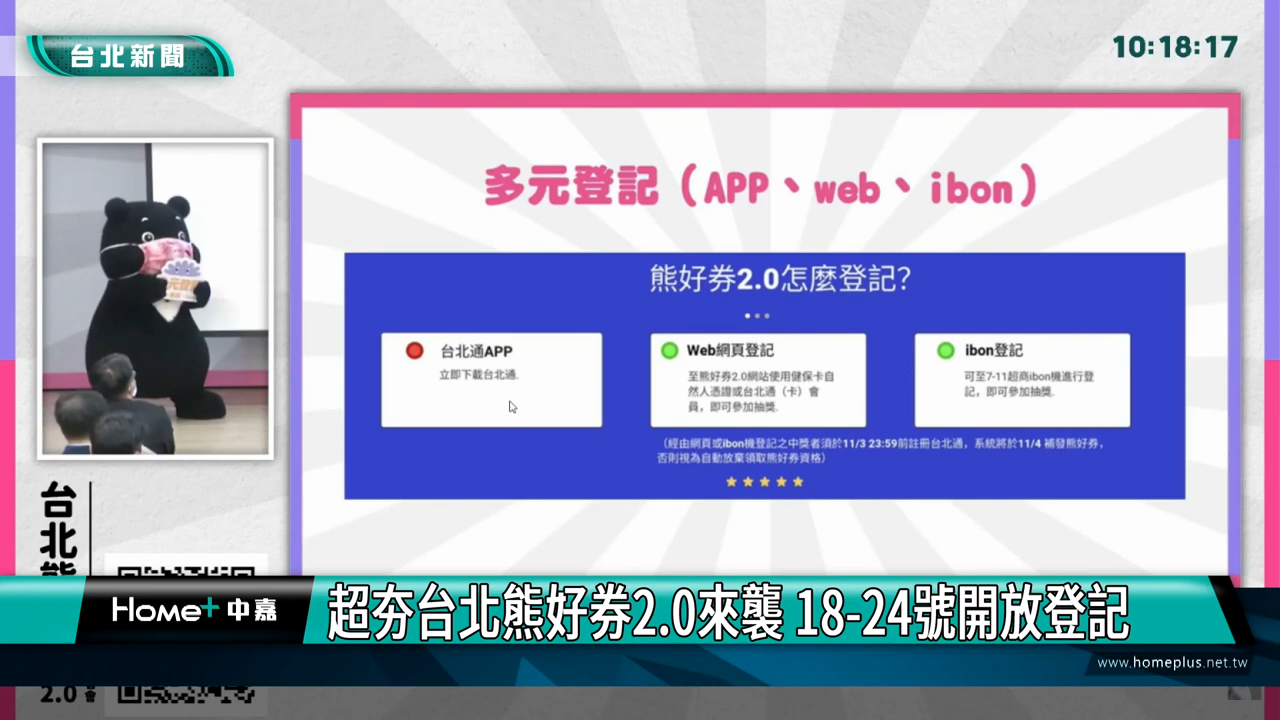 台北新聞
10:18:17
多元登記（APP、web、ibon）
熊好券2.0怎麼登記?
台北通APP
立即下載台北通.
Web網頁登記
至熊好券2.0網站使用健保卡自
然人憑證或台北通（卡）會
員，即可參加抽獎.
ibon登記
可至7-11超商ibon機進行登
記，即可參加抽獎.
（經由網頁或ibon機登記之中獎者須於11/3 23:59前註冊台北通，系統將於11/4 補發熊好券，
否則視為自動放棄領取熊好券資格）
台北熊
2.0
會
Home+中嘉
超夯台北熊好券2.0來襲 18-24號開放登記
www.homeplus.net.tw